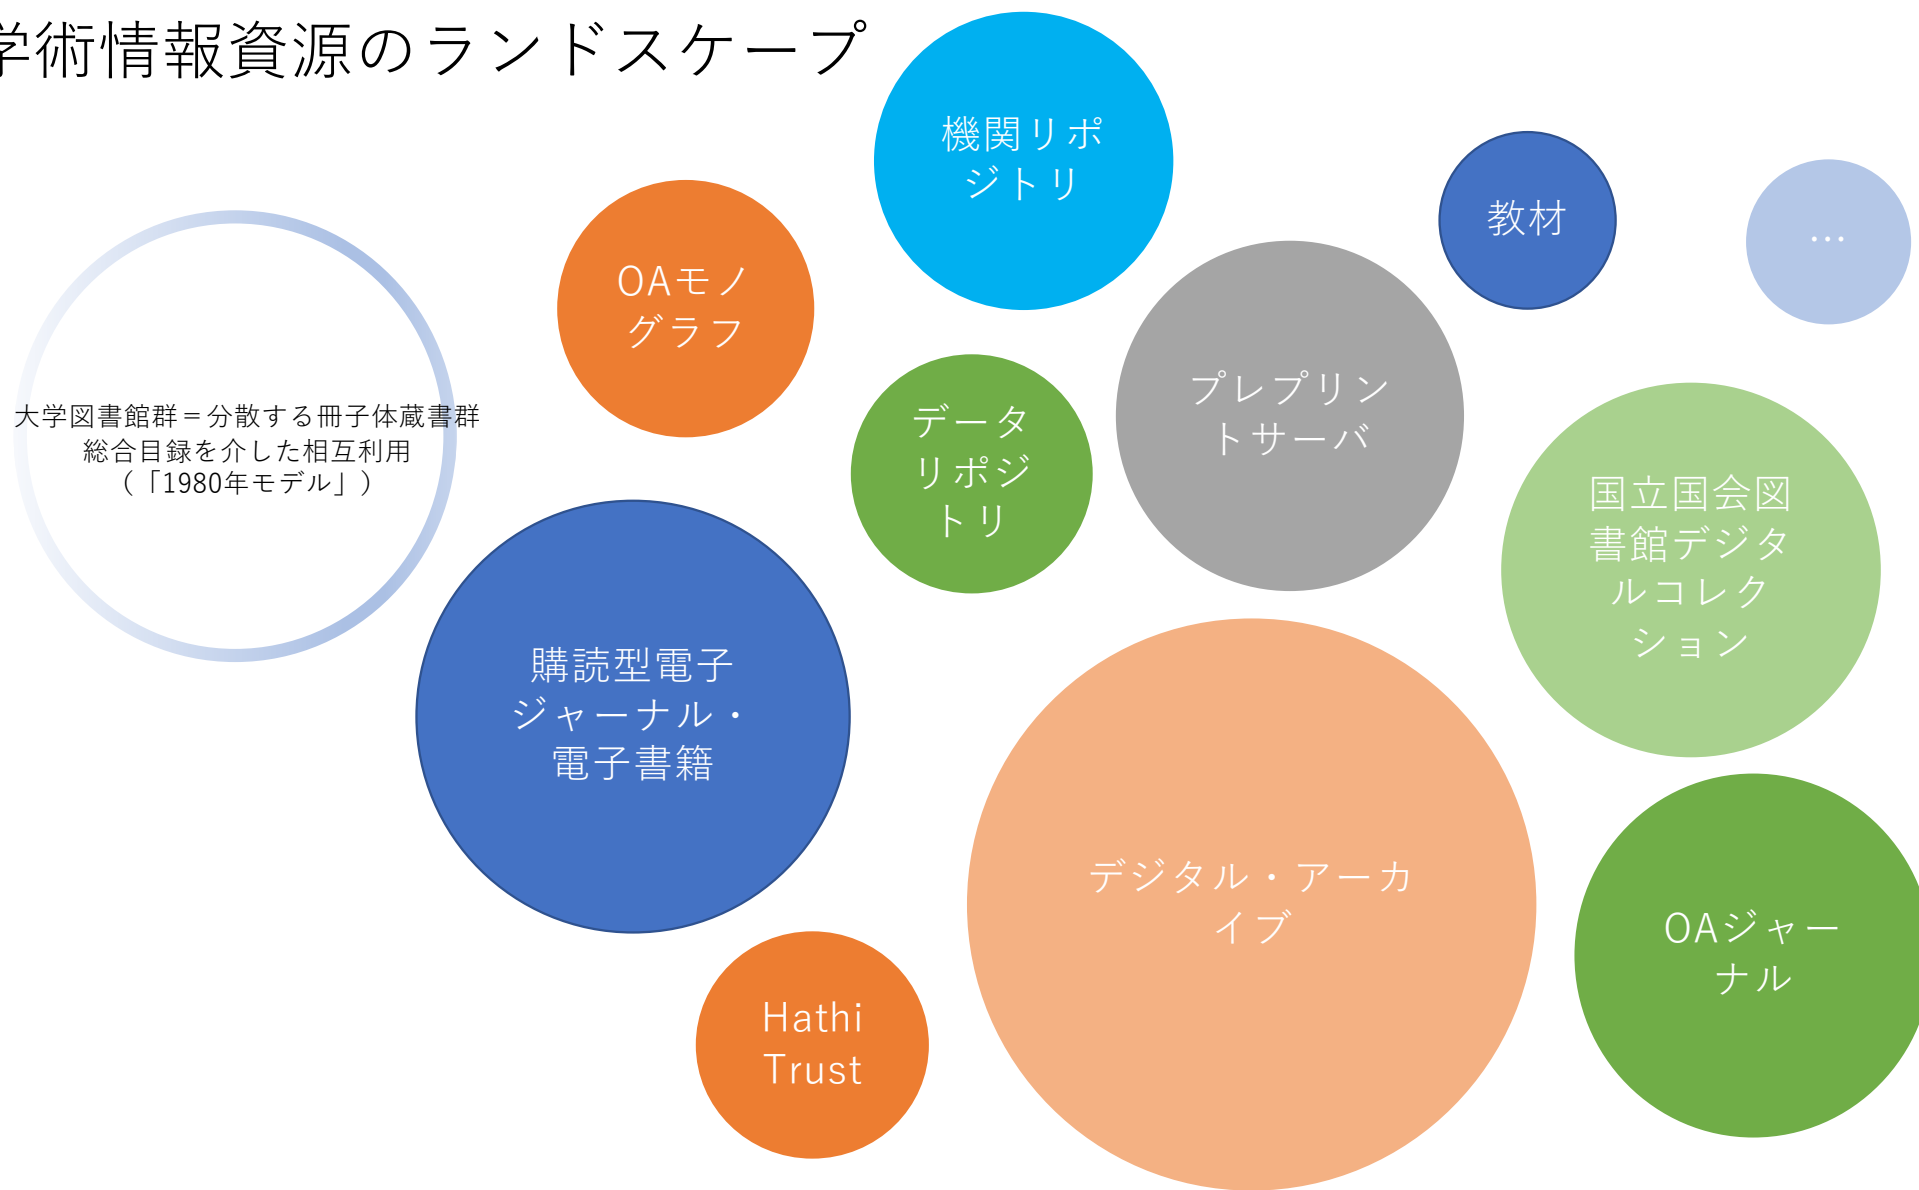 学術情報資源のランドスケープ
機関リポ
ジトリ
教材
…
OAモノ
グラフ
プレプリン
トサーバ
大学図書館群＝分散する冊子体蔵書群
総合目録を介した相互利用
（「1980年モデル」）
データ
リポジ
トリ
国立国会図
書館デジタ
ルコレク
ション
購読型電子
ジャーナル・
電子書籍
デジタル・アーカ
イブ
OAジャー
ナル
Hathi
Trust